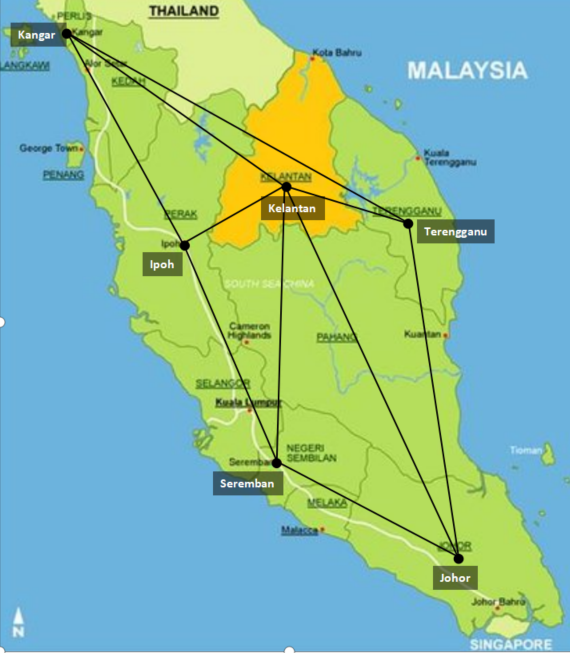 THAILAND
PERLIS
Kangar
Kangar
LANGKAWI
Alor Setar
KEDAH
Kota Bahru
MALAYSIA
George Town
PENANG
Kuala
Terengganu
KELANTAN
Kelantan
PERAK
TERENGGANU
Terengganu
Ipoh
Ipoh
SOUTH SEA CHINA
Cameron
Highlands
PAHANG
Kuantan
SELANGOR
Kuala Lumpur
NEGERI
SEMBILAN
Seremban
Seremban
Tioman
MELAKA
Malacca
JOHOR
Johor
Johor Bahru
N
SINGAPORE